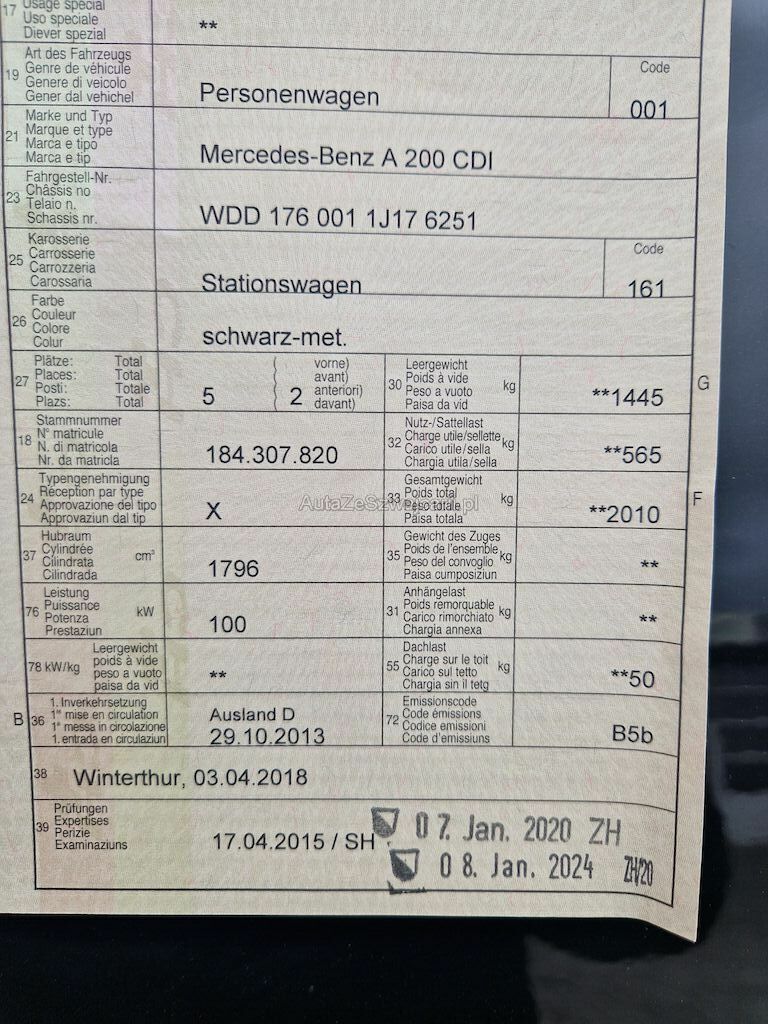 17 Usage spécial
Uso speciale
Diever spezial
**
19 Art des Fahrzeugs
Genre de véhicule
Genere di veicolo
Gener dal vehichel
Personenwagen
Code
001
21 Marke und Typ
Marque et type
Marca e tipo
Marca e tip
Mercedes-Benz A 200 CDI
23 Fahrgestell-Nr.
Châssis no
Telaio n.
Schassis nr.
WDD 176 001 1J17 6251
25 Karosserie
Carrosserie
Carrozzeria
Carossaria
Stationswagen
Code
161
26 Farbe
Couleur
Colore
Colur
schwarz-met.
27 Plätze: Total
Places: Total
Posti: Totale
Plazs: Total
5
( vorne)
( avant)
( anteriori)
( davant)
2
30 Leergewicht
Poids à vide
Peso a vuoto
Paisa da vid
kg
**1445
G
18 Stammnummer
N° matricule
N. di matricola
Nr. da matricla
184.307.820
32 Nutz-/Sattellast
Charge utile/sellette
Carico utile/sella
Chargia utila/sella
kg
**565
24 Typengenehmigung
Réception par type
Approvazione del tipo
Approvaziun dal tip
X
33 Gesamtgewicht
Poids total
Peso totale
Paisa totala
kg
**2010
F
AutaZeSzwajcarii.pl
37 Hubraum
Cylindrée
Cilindrata
Cilindrada
cm³
1796
35 Gewicht des Zuges
Poids de l'ensemble
Peso del convoglio
Paisa cumposiziun
kg
**
76 Leistung
Puissance
Potenza
Prestaziun
kW
100
31 Anhängelast
Poids remorquable
Carico rimorchiato
Chargia annexa
kg
**
78 kW/kg
Leergewicht
poids à vide
peso a vuoto
paisa da vid
**
55 Dachlast
Charge sur le toit
Carico sul tetto
Chargia sin il tetg
kg
**50
B
36 1. Inverkehrsetzung
1re mise en circulation
1a messa in circolazione
1. entrada en circulaziun
Ausland D
29.10.2013
72 Emissionscode
Code émissions
Codice emissioni
Code d'emissiuns
B5b
38 Winterthur, 03.04.2018
39 Prüfungen
Expertises
Perizie
Examinaziuns
17.04.2015 / SH
07. Jan. 2020 ZH
08. Jan. 2024 ZH/20